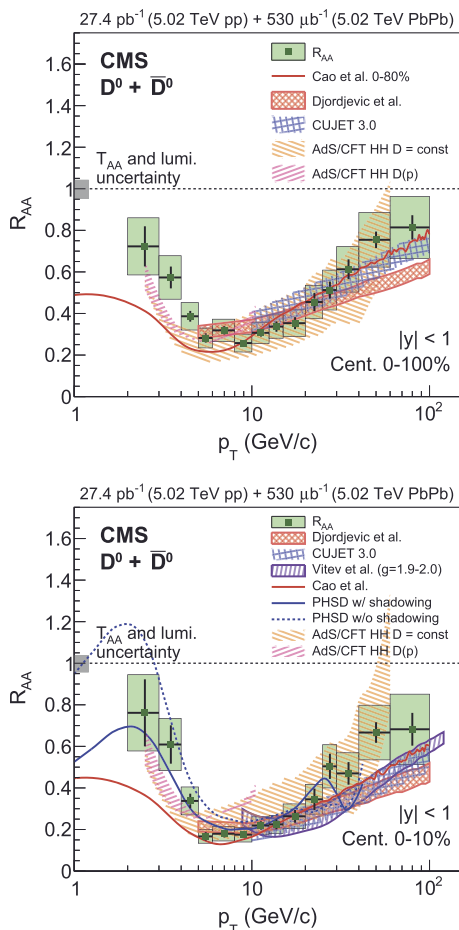 27.4 pb⁻¹ (5.02 TeV pp) + 530 μb⁻¹ (5.02 TeV PbPb)
CMS
D⁰ + D̅⁰
R_AA
Cao et al. 0-80%
Djordjevic et al.
CUJET 3.0
AdS/CFT HH D = const
AdS/CFT HH D(p)
T_AA and lumi.
uncertainty
R_AA
1.6
1.4
1.2
1
0.8
0.6
0.4
0.2
0
|y| < 1
Cent. 0-100%
1 10 10²
p_T (GeV/c)
27.4 pb⁻¹ (5.02 TeV pp) + 530 μb⁻¹ (5.02 TeV PbPb)
CMS
D⁰ + D̅⁰
R_AA
Djordjevic et al.
CUJET 3.0
Vitev et al. (g=1.9-2.0)
Cao et al.
PHSD w/ shadowing
PHSD w/o shadowing
AdS/CFT HH D = const
AdS/CFT HH D(p)
T_AA and lumi.
uncertainty
R_AA
1.6
1.4
1.2
1
0.8
0.6
0.4
0.2
0
|y| < 1
Cent. 0-10%
1 10 10²
p_T (GeV/c)